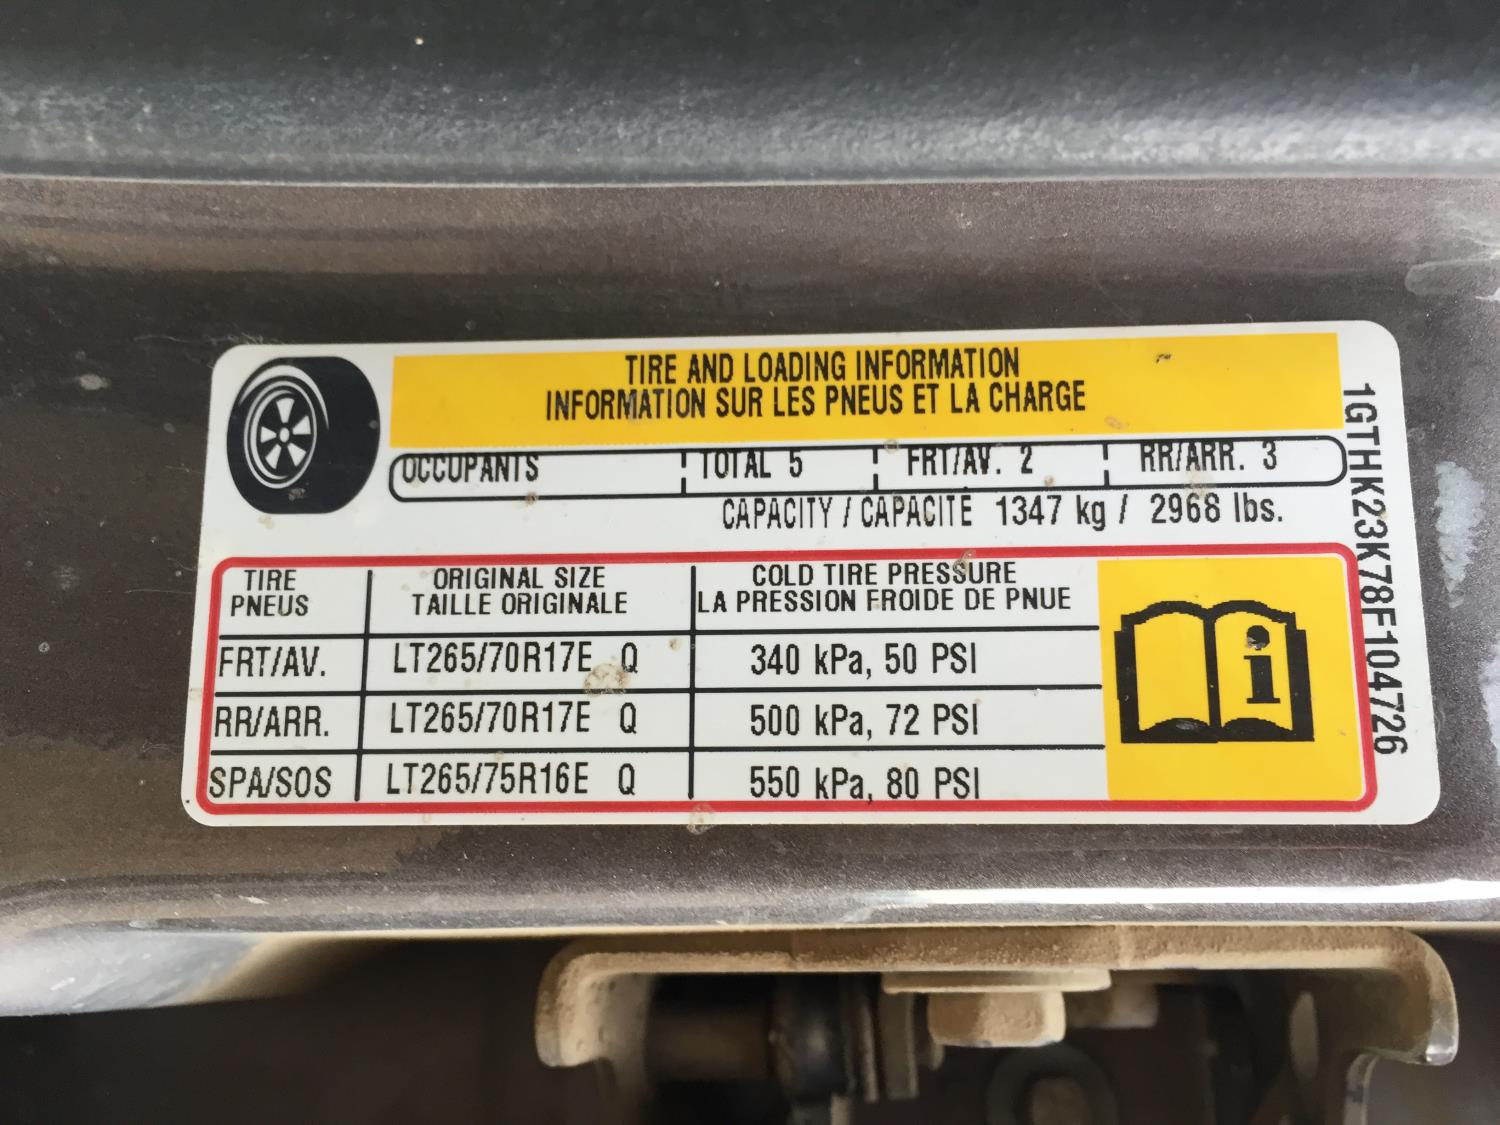 TIRE AND LOADING INFORMATION
INFORMATION SUR LES PNEUS ET LA CHARGE
OCCUPANTS TOTAL 5 FRT/AV. 2 RR/ARR. 3
CAPACITY / CAPACITE 1347 kg / 2968 lbs.
TIRE ORIGINAL SIZE COLD TIRE PRESSURE
PNEUS TAILLE ORIGINALE LA PRESSION FROIDE DE PNUE
FRT/AV. LT265/70R17E Q 340 kPa, 50 PSI
RR/ARR. LT265/70R17E Q 500 kPa, 72 PSI
SPA/SOS LT265/75R16E Q 550 kPa, 80 PSI
i
1GTHK23K78F104726